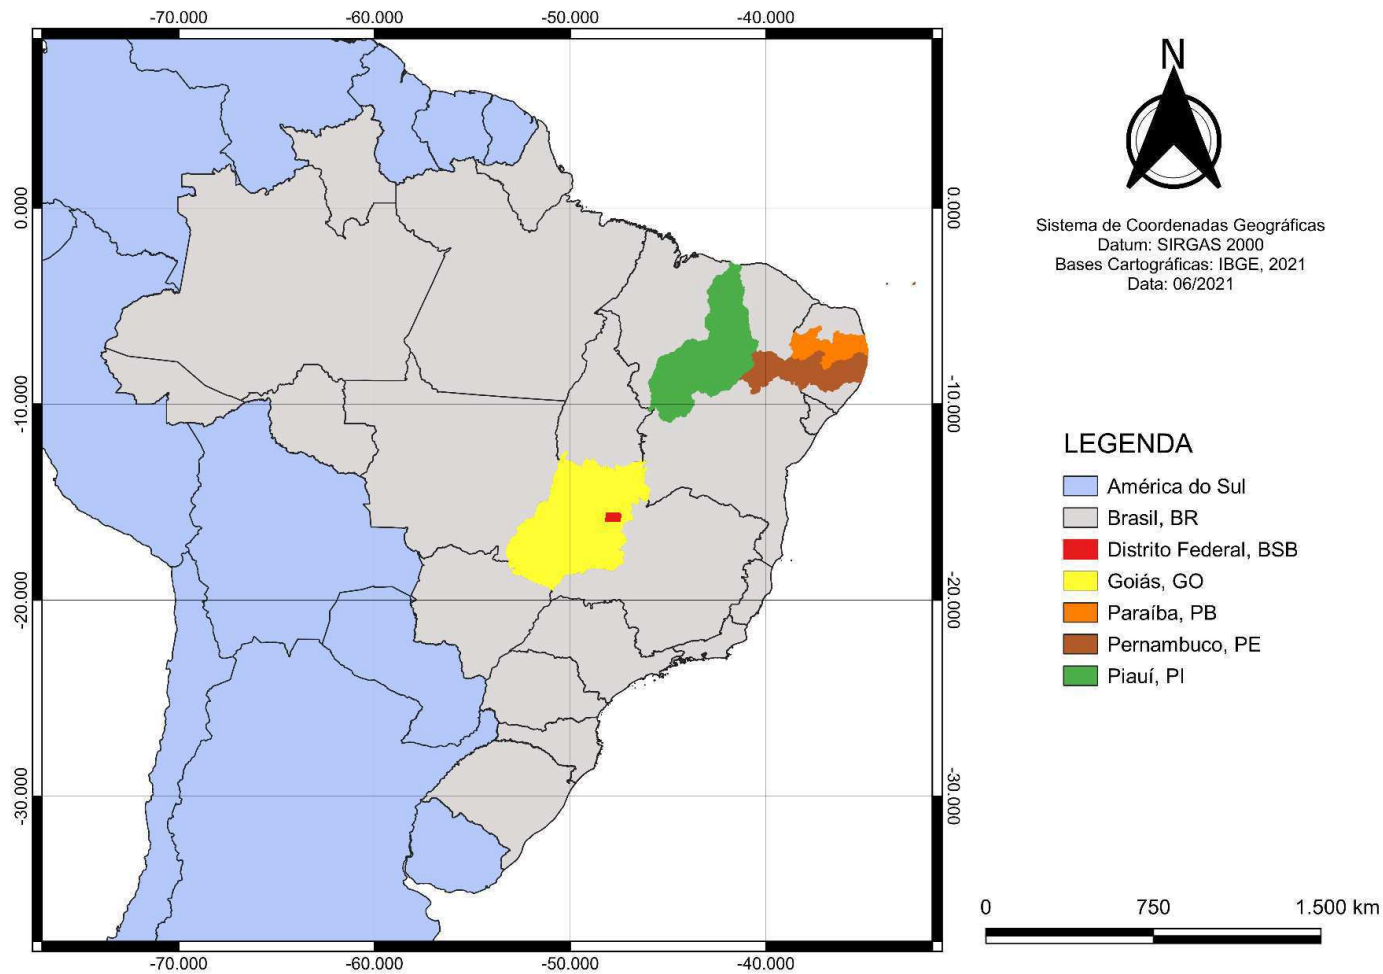 -70.000 -60.000 -50.000 -40.000
N
0.000 0.000
Sistema de Coordenadas Geográficas
Datum: SIRGAS 2000
Bases Cartográficas: IBGE, 2021
Data: 06/2021
-10.000 -10.000
LEGENDA
América do Sul
Brasil, BR
Distrito Federal, BSB
Goiás, GO
Paraíba, PB
Pernambuco, PE
Piauí, PI
-20.000 -20.000
-30.000 -30.000
0 750 1.500 km
-70.000 -60.000 -50.000 -40.000